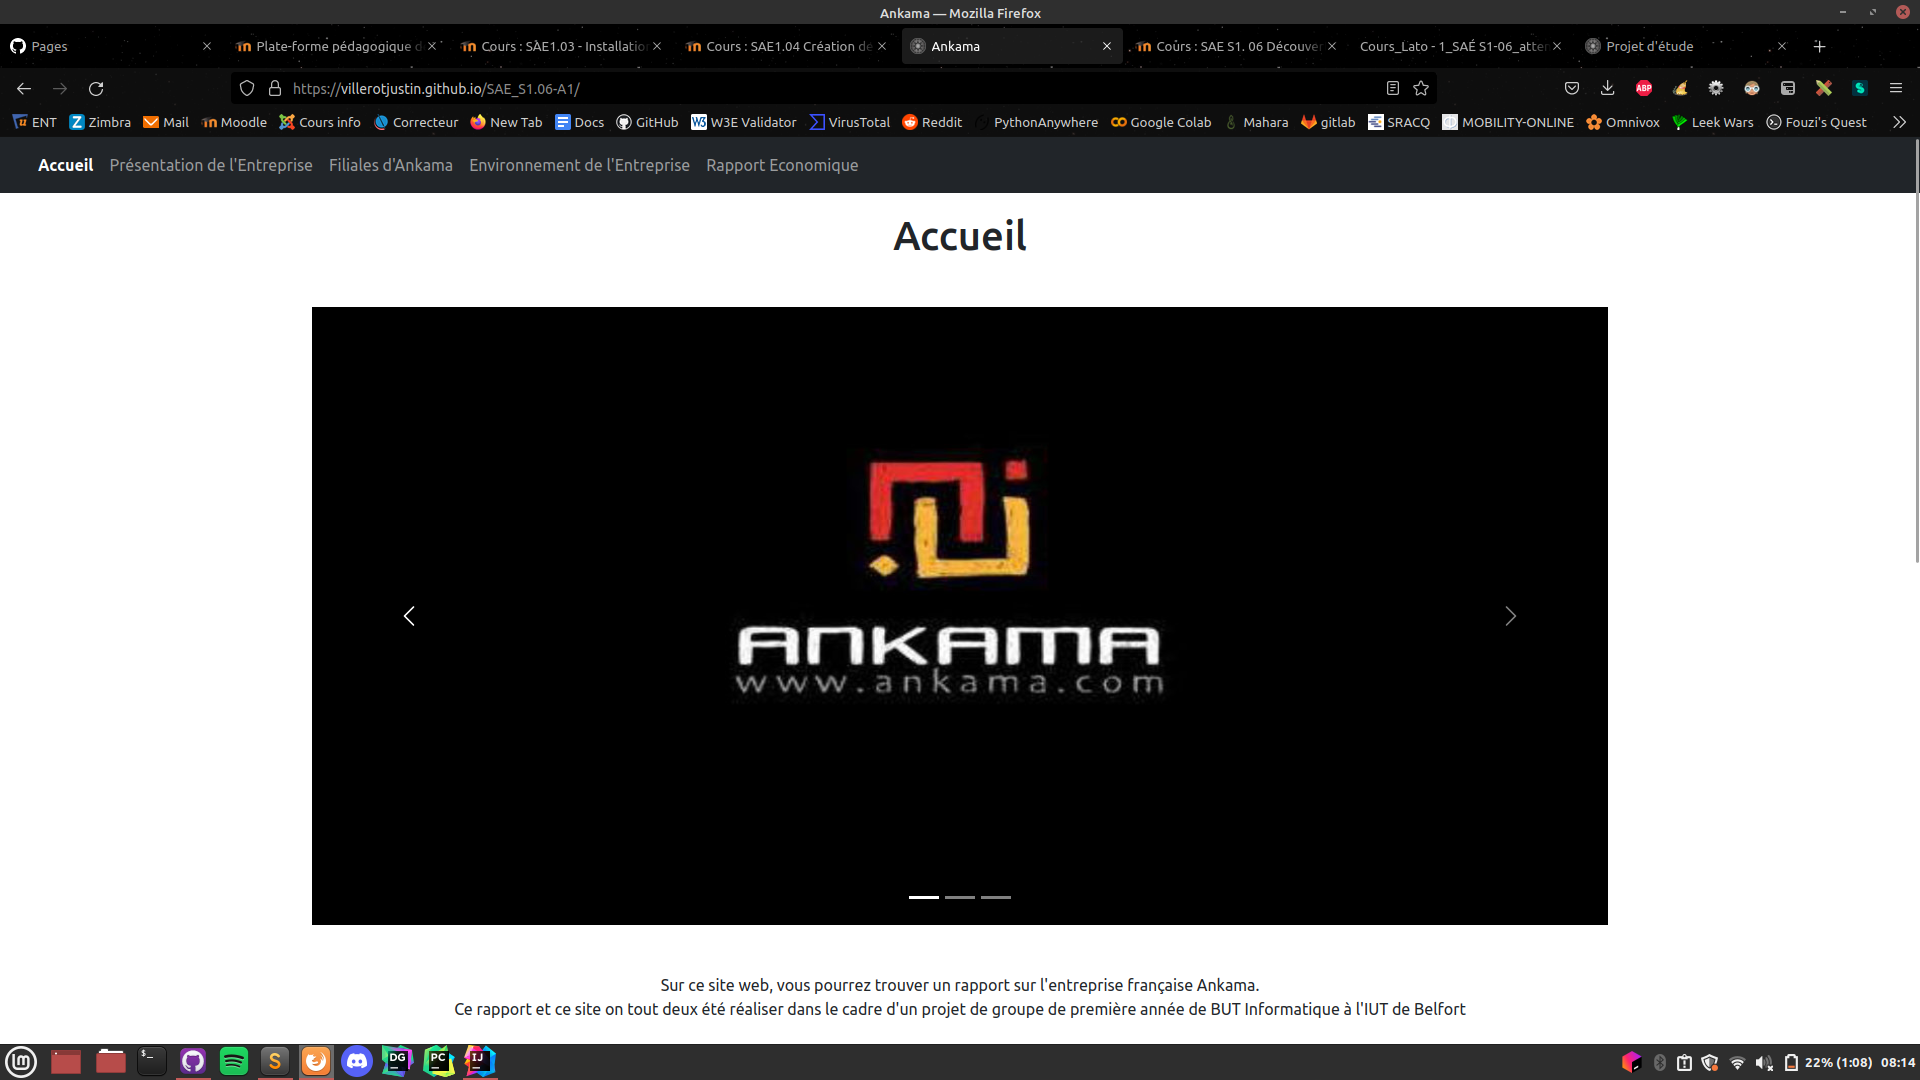 Ankama — Mozilla Firefox
Pages
Plate-forme pédagogique d
Cours : SAE1.03 - Installatio
Cours : SAE1.04 Création de
Ankama
Cours : SAE S1. 06 Découver
Cours_Lato - 1_SAÉ S1-06_atter
Projet d'étude
https://villerotjustin.github.io/SAE_S1.06-A1/
ABP
ENT Zimbra Mail Moodle Cours info Correcteur New Tab Docs GitHub W3E Validator VirusTotal Reddit PythonAnywhere Google Colab Mahara gitlab SRACQ MOBILITY-ONLINE Omnivox Leek Wars Fouzi's Quest
Accueil Présentation de l'Entreprise Filiales d'Ankama Environnement de l'Entreprise Rapport Economique
Accueil
ANKAMA
www.ankama.com
Sur ce site web, vous pourrez trouver un rapport sur l'entreprise française Ankama.
Ce rapport et ce site on tout deux été réaliser dans le cadre d'un projet de groupe de première année de BUT Informatique à l'IUT de Belfort
DG PC IJ
22% (1:08) 08:14